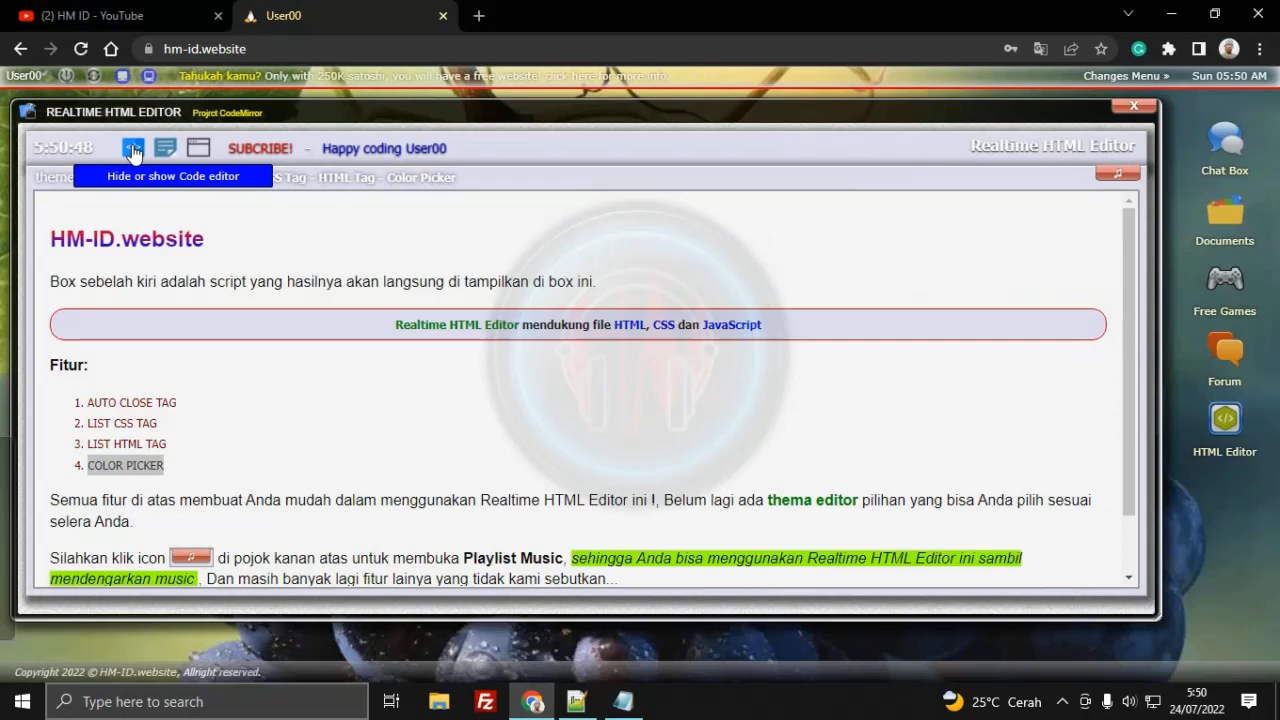 (2) HM ID - YouTube
User00
hm-id.website
User00
Tahukah kamu? Only with 250K satoshi, you will have a free website! click here for more info.
Changes Menu »
Sun 05:50 AM
REALTIME HTML EDITOR
Projrct CodeMirror
X
5:50:48
SUBCRIBE! - Happy coding User00
Realtime HTML Editor
Hide or show Code editor
Tag - HTML Tag - Color Picker
HM-ID.website
Box sebelah kiri adalah script yang hasilnya akan langsung di tampilkan di box ini.
Realtime HTML Editor mendukung file HTML, CSS dan JavaScript
Fitur:
1. AUTO CLOSE TAG
2. LIST CSS TAG
3. LIST HTML TAG
4. COLOR PICKER
Semua fitur di atas membuat Anda mudah dalam menggunakan Realtime HTML Editor ini !, Belum lagi ada thema editor pilihan yang bisa Anda pilih sesuai
selera Anda.
Silahkan klik icon di pojok kanan atas untuk membuka Playlist Music, sehingga Anda bisa menggunakan Realtime HTML Editor ini sambil
mendengarkan music, Dan masih banyak lagi fitur lainya yang tidak kami sebutkan...
Chat Box
Documents
Free Games
Forum
HTML Editor
Copyright 2022 © HM-ID.website, Allright reserved.
Type here to search
25°C Cerah
5:50
24/07/2022